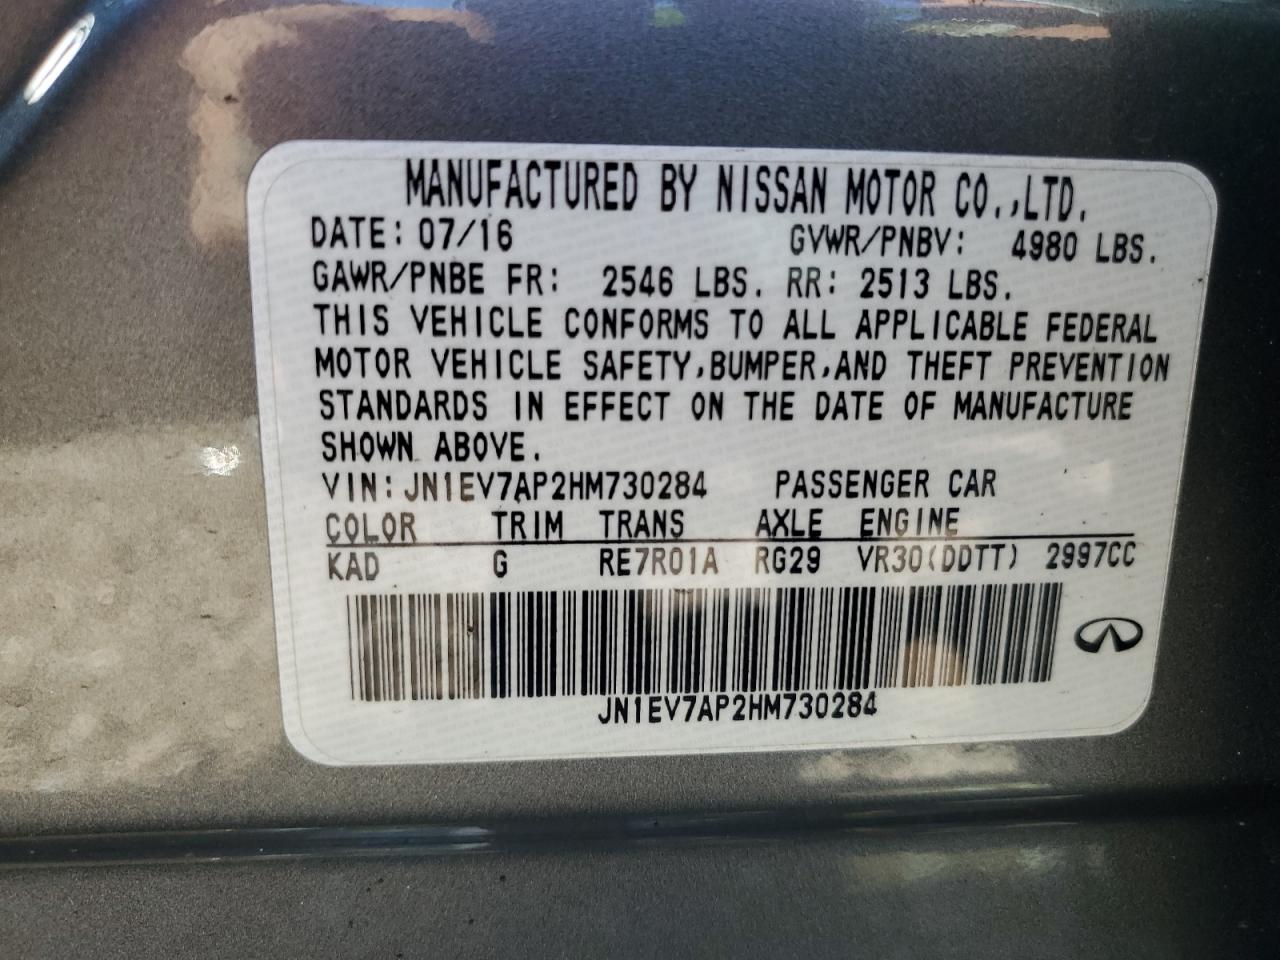 MANUFACTURED BY NISSAN MOTOR CO.,LTD.
DATE: 07/16 GVWR/PNBV: 4980 LBS.
GAWR/PNBE FR: 2546 LBS. RR: 2513 LBS.
THIS VEHICLE CONFORMS TO ALL APPLICABLE FEDERAL
MOTOR VEHICLE SAFETY,BUMPER,AND THEFT PREVENTION
STANDARDS IN EFFECT ON THE DATE OF MANUFACTURE
SHOWN ABOVE.
VIN:JN1EV7AP2HM730284 PASSENGER CAR
COLOR TRIM TRANS AXLE ENGINE
KAD G RE7R01A RG29 VR30(DDTT) 2997CC
JN1EV7AP2HM730284